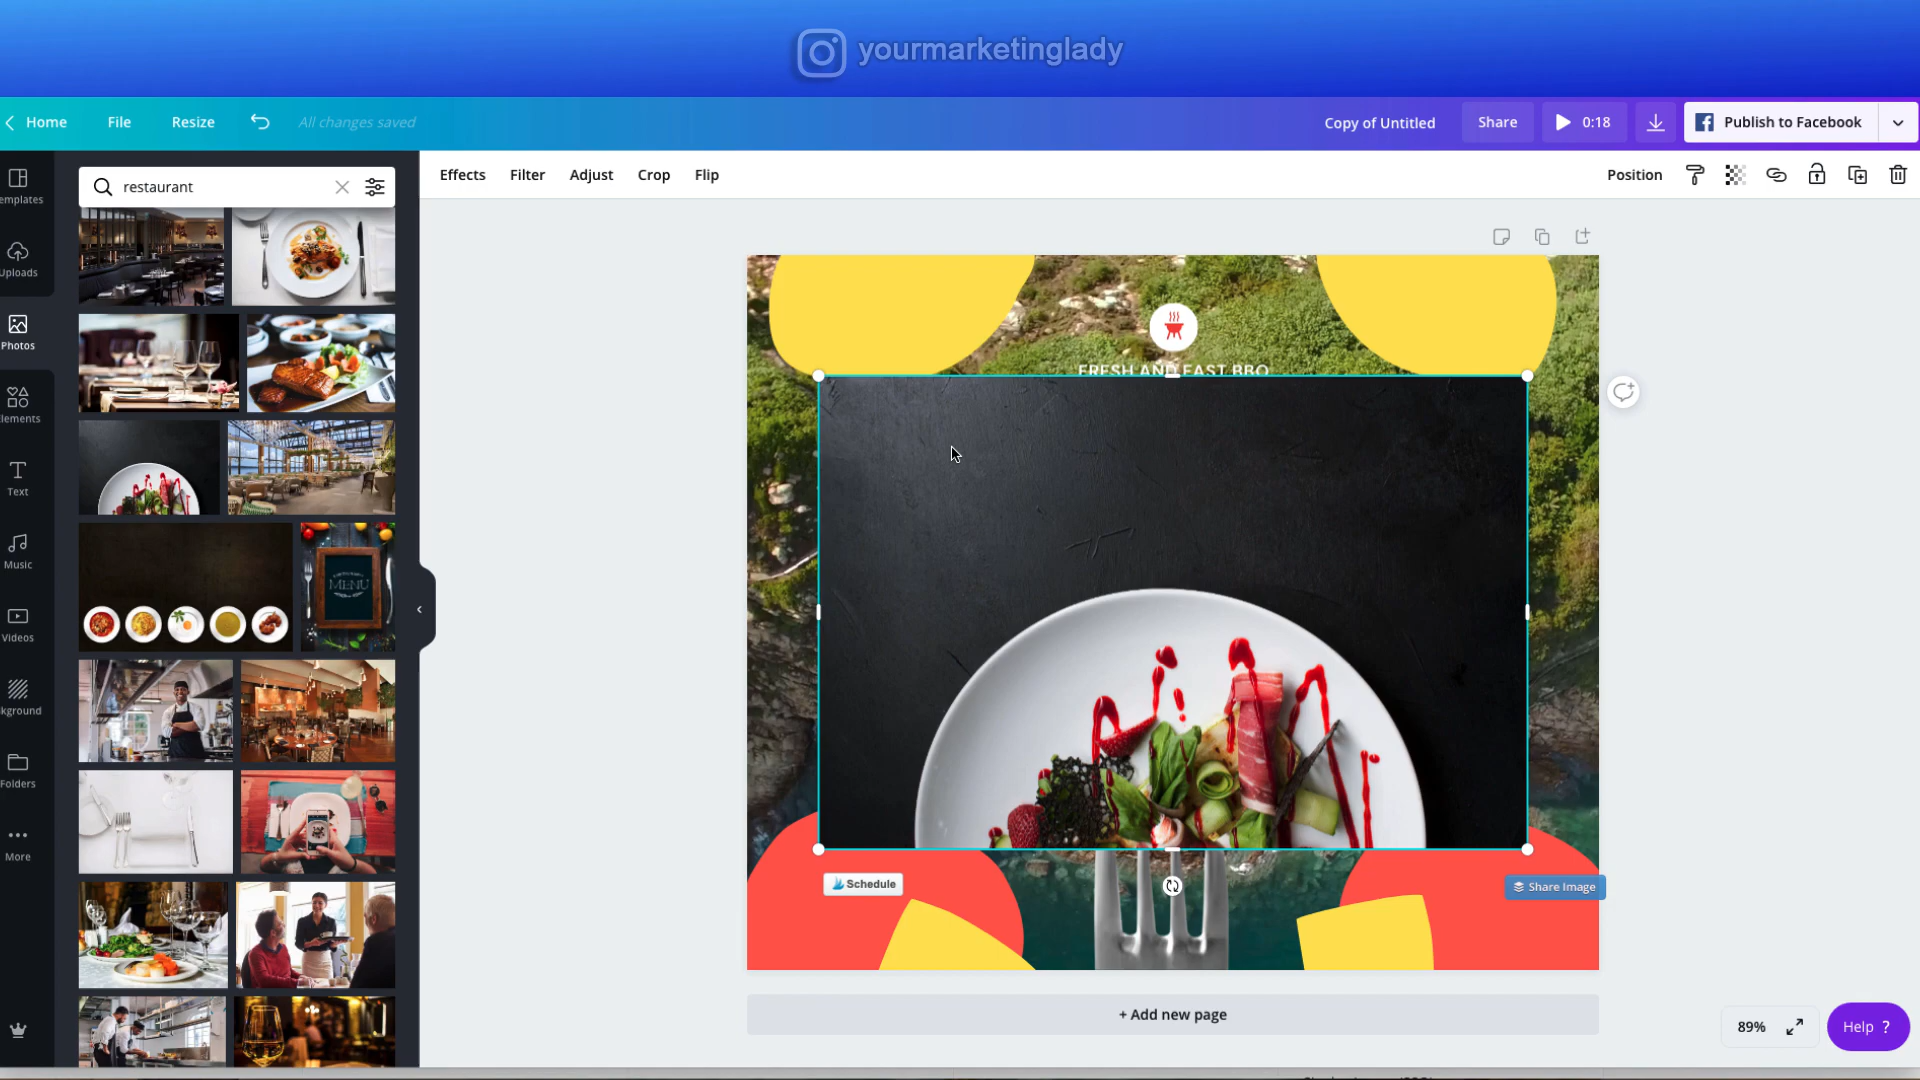 yourmarketinglady
Home File Resize All changes saved Copy of Untitled Share 0:18 Publish to Facebook
restaurant
Effects Filter Adjust Crop Flip Position
emplates
Uploads
Photos
lements
Text
Music
Videos
kground
Folders
More
MENU
FRESH AND FAST BBQ
Schedule
Share Image
+ Add new page
89%
Help ?